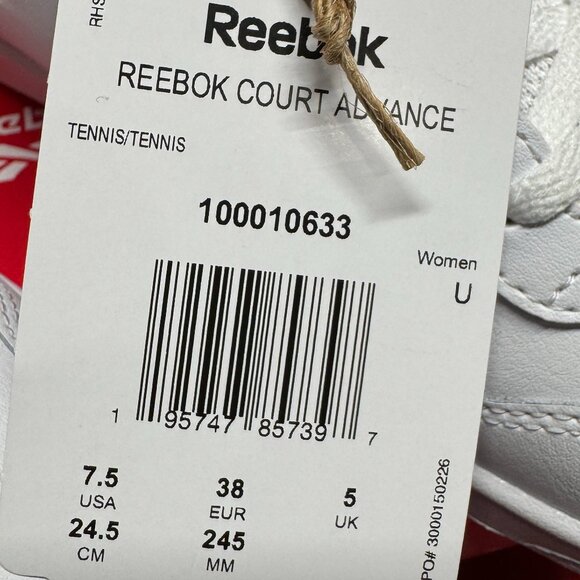 RHS
Reebok
REEBOK COURT ADVANCE
TENNIS/TENNIS
100010633
Women
U
1 95747 85739 7
7.5 38 5
USA EUR UK
24.5 245
CM MM
PO# 3000150226